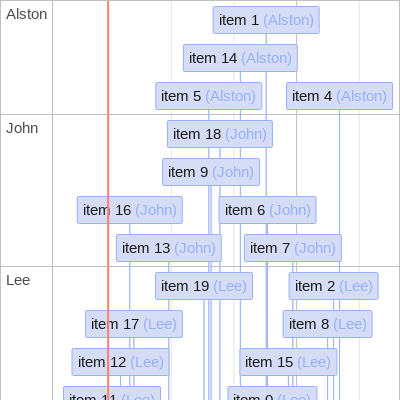 Alston
item 1 (Alston)
item 14 (Alston)
item 5 (Alston) item 4 (Alston)
John
item 18 (John)
item 9 (John)
item 16 (John) item 6 (John)
item 13 (John) item 7 (John)
Lee
item 19 (Lee) item 2 (Lee)
item 17 (Lee) item 8 (Lee)
item 12 (Lee) item 15 (Lee)
item 11 (Lee) item 0 (Lee)